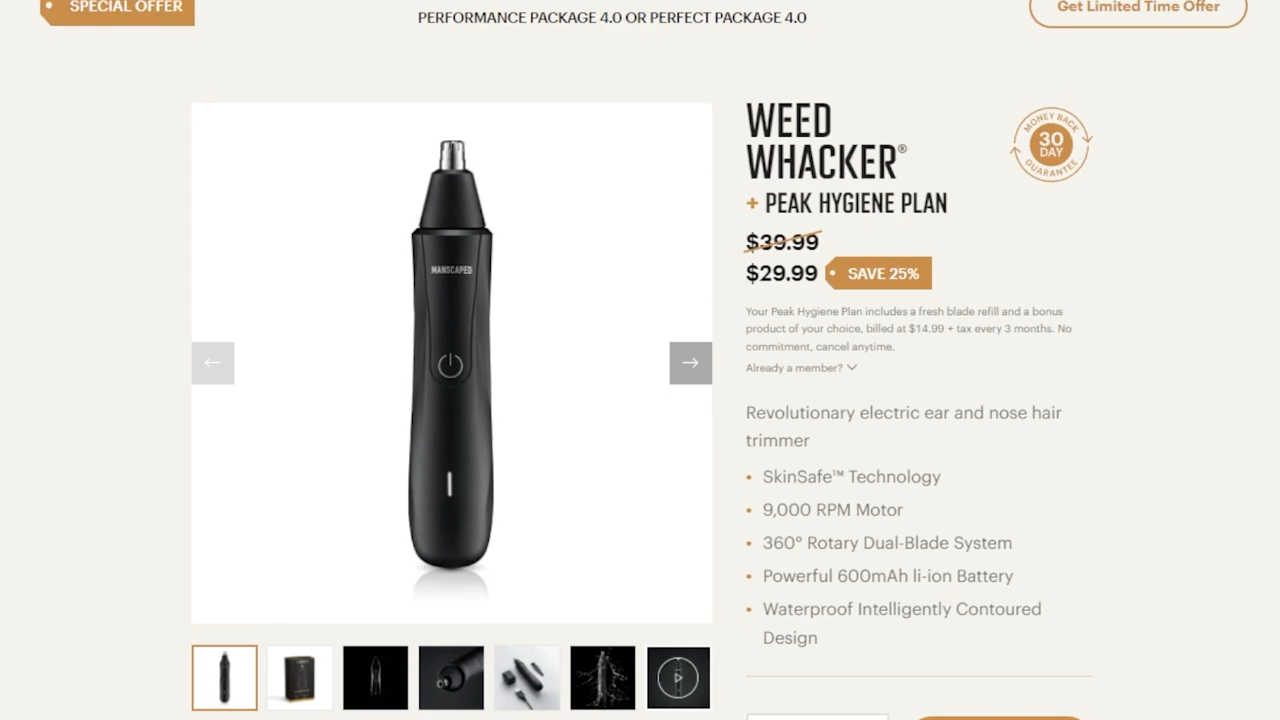 SPECIAL OFFER
PERFORMANCE PACKAGE 4.0 OR PERFECT PACKAGE 4.0
Get Limited Time Offer
MANSCAPED
WEED
WHACKER®
+ PEAK HYGIENE PLAN
MONEY BACK
30
DAY
GUARANTEE
$39.99
$29.99
SAVE 25%
Your Peak Hygiene Plan includes a fresh blade refill and a bonus
product of your choice, billed at $14.99 + tax every 3 months. No
commitment, cancel anytime.
Already a member?
Revolutionary electric ear and nose hair
trimmer
• SkinSafe™ Technology
• 9,000 RPM Motor
• 360° Rotary Dual-Blade System
• Powerful 600mAh li-ion Battery
• Waterproof Intelligently Contoured
Design